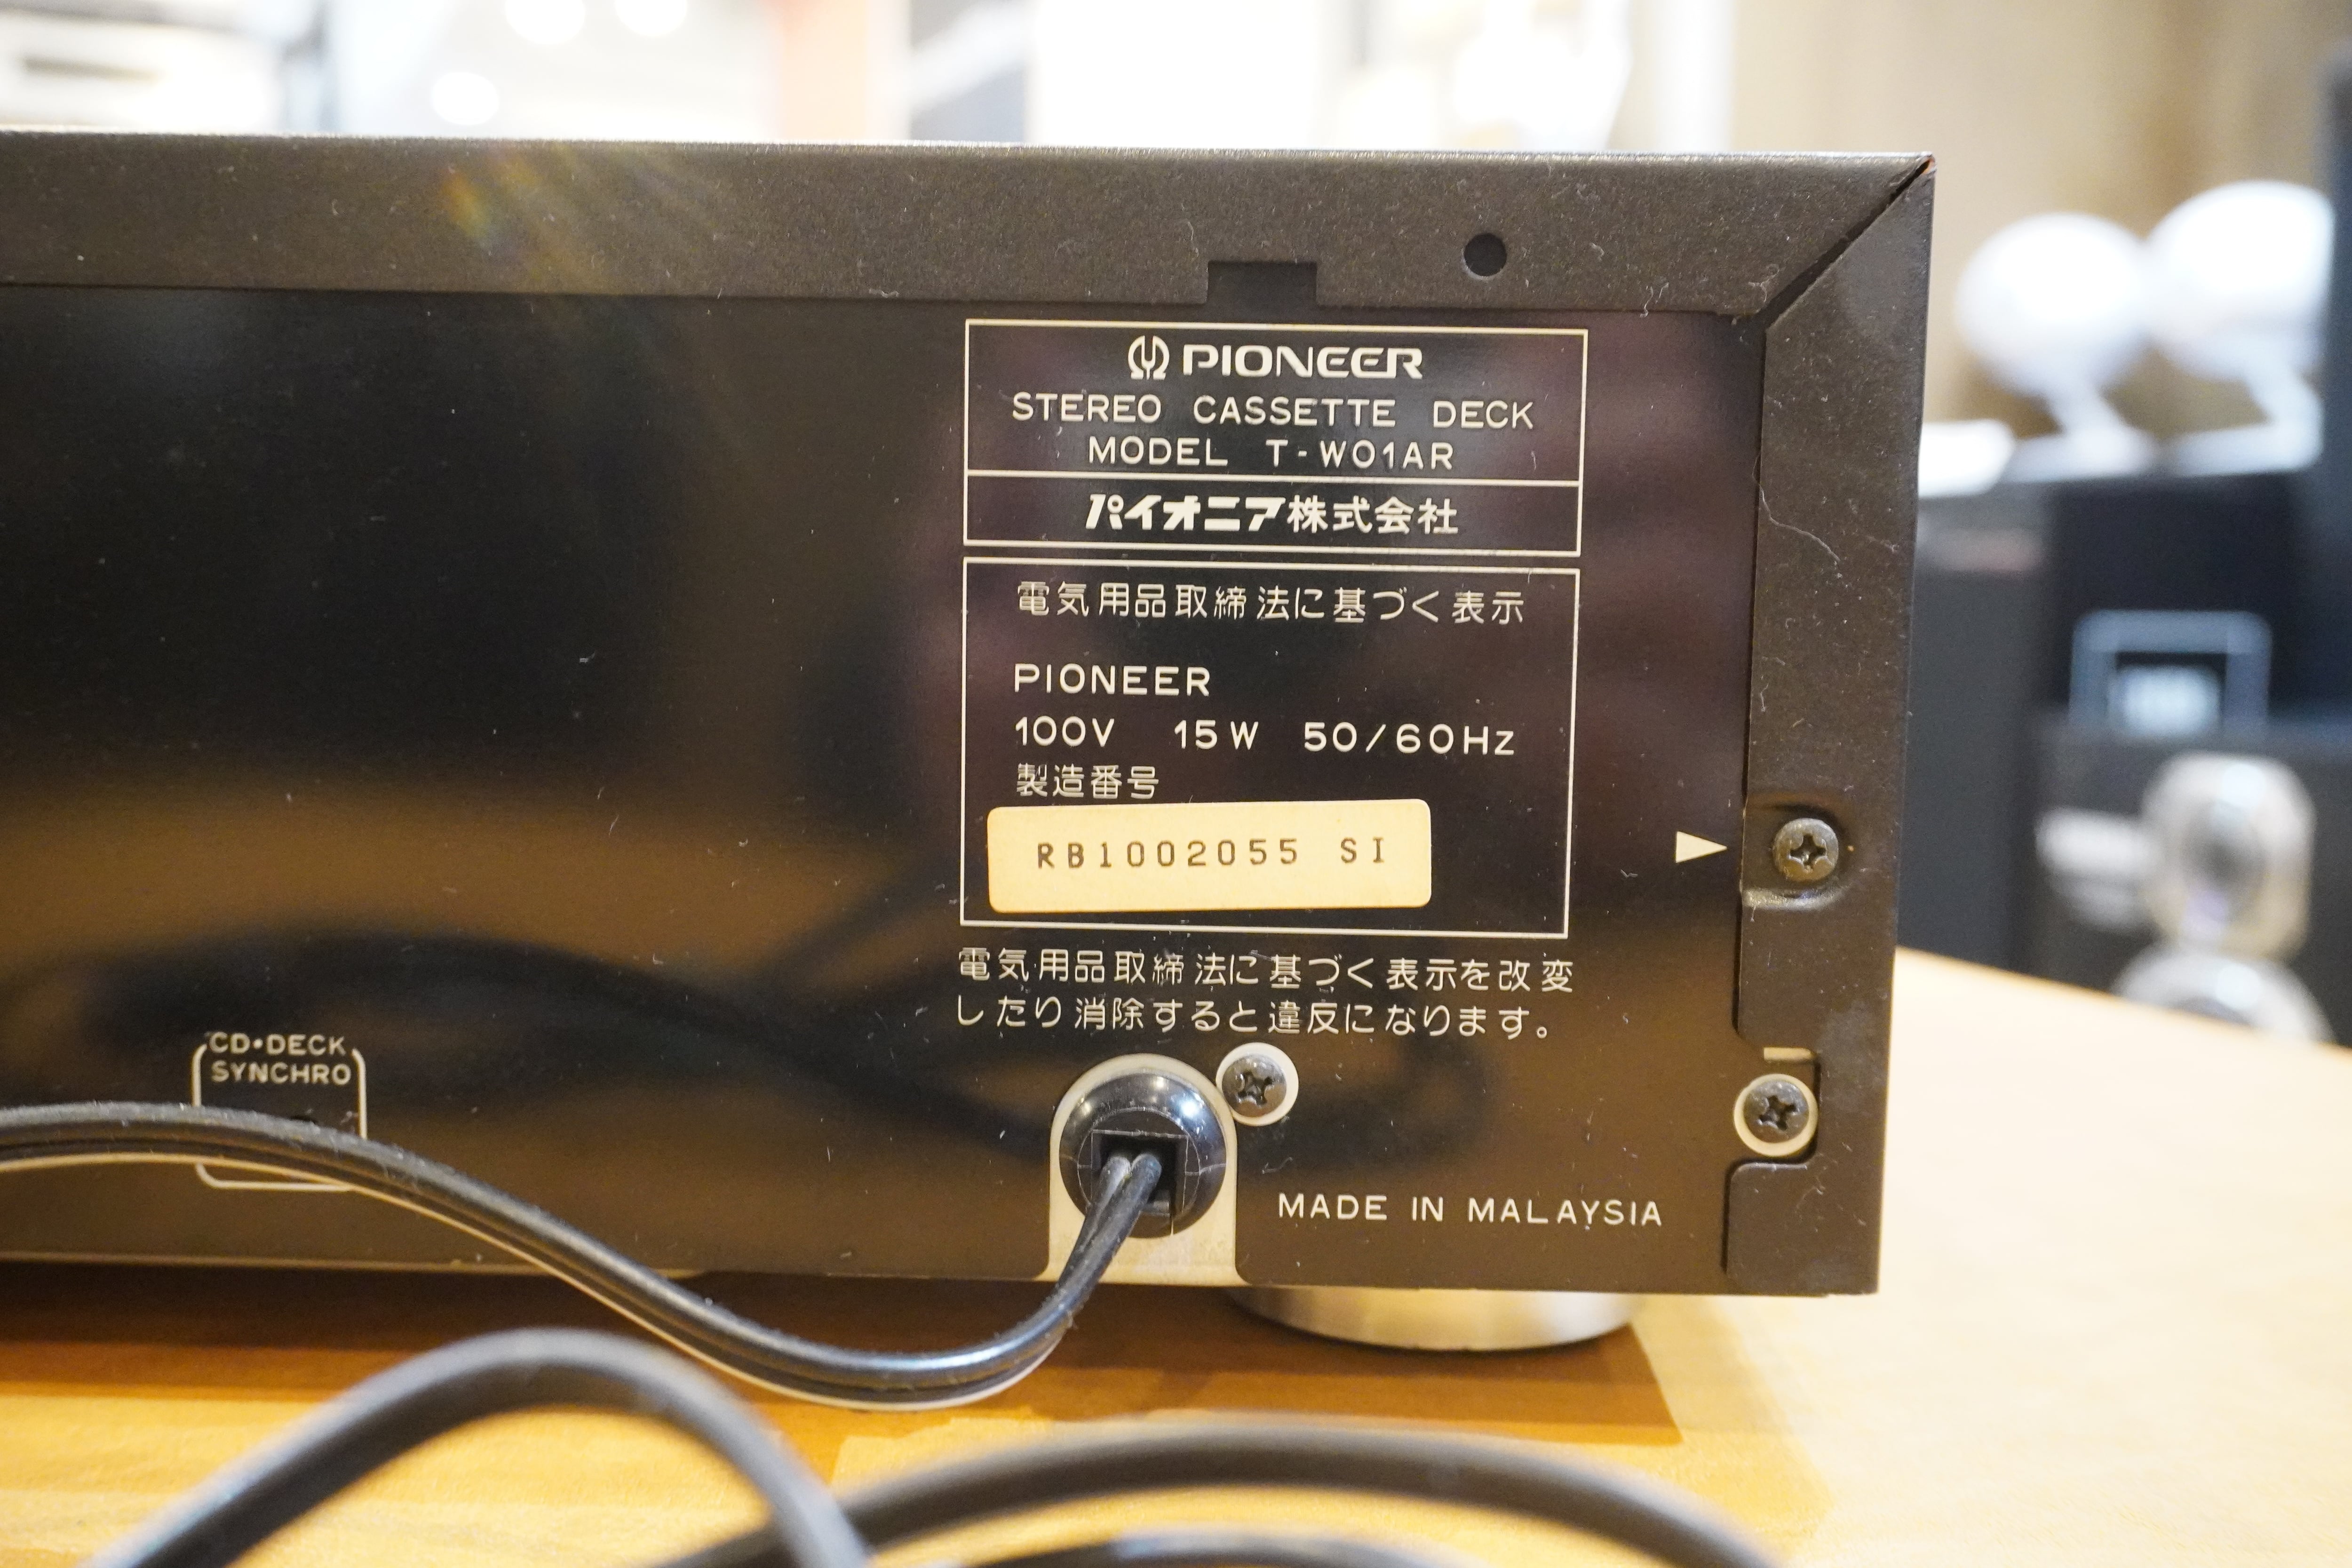 PIONEER
STEREO CASSETTE DECK
MODEL T-W01AR
パイオニア株式会社
電気用品取締法に基づく表示
PIONEER
100V 15W 50/60Hz
製造番号
RB1002055 SI
電気用品取締法に基づく表示を改変
したり消除すると違反になります。
CD•DECK
SYNCHRO
MADE IN MALAYSIA